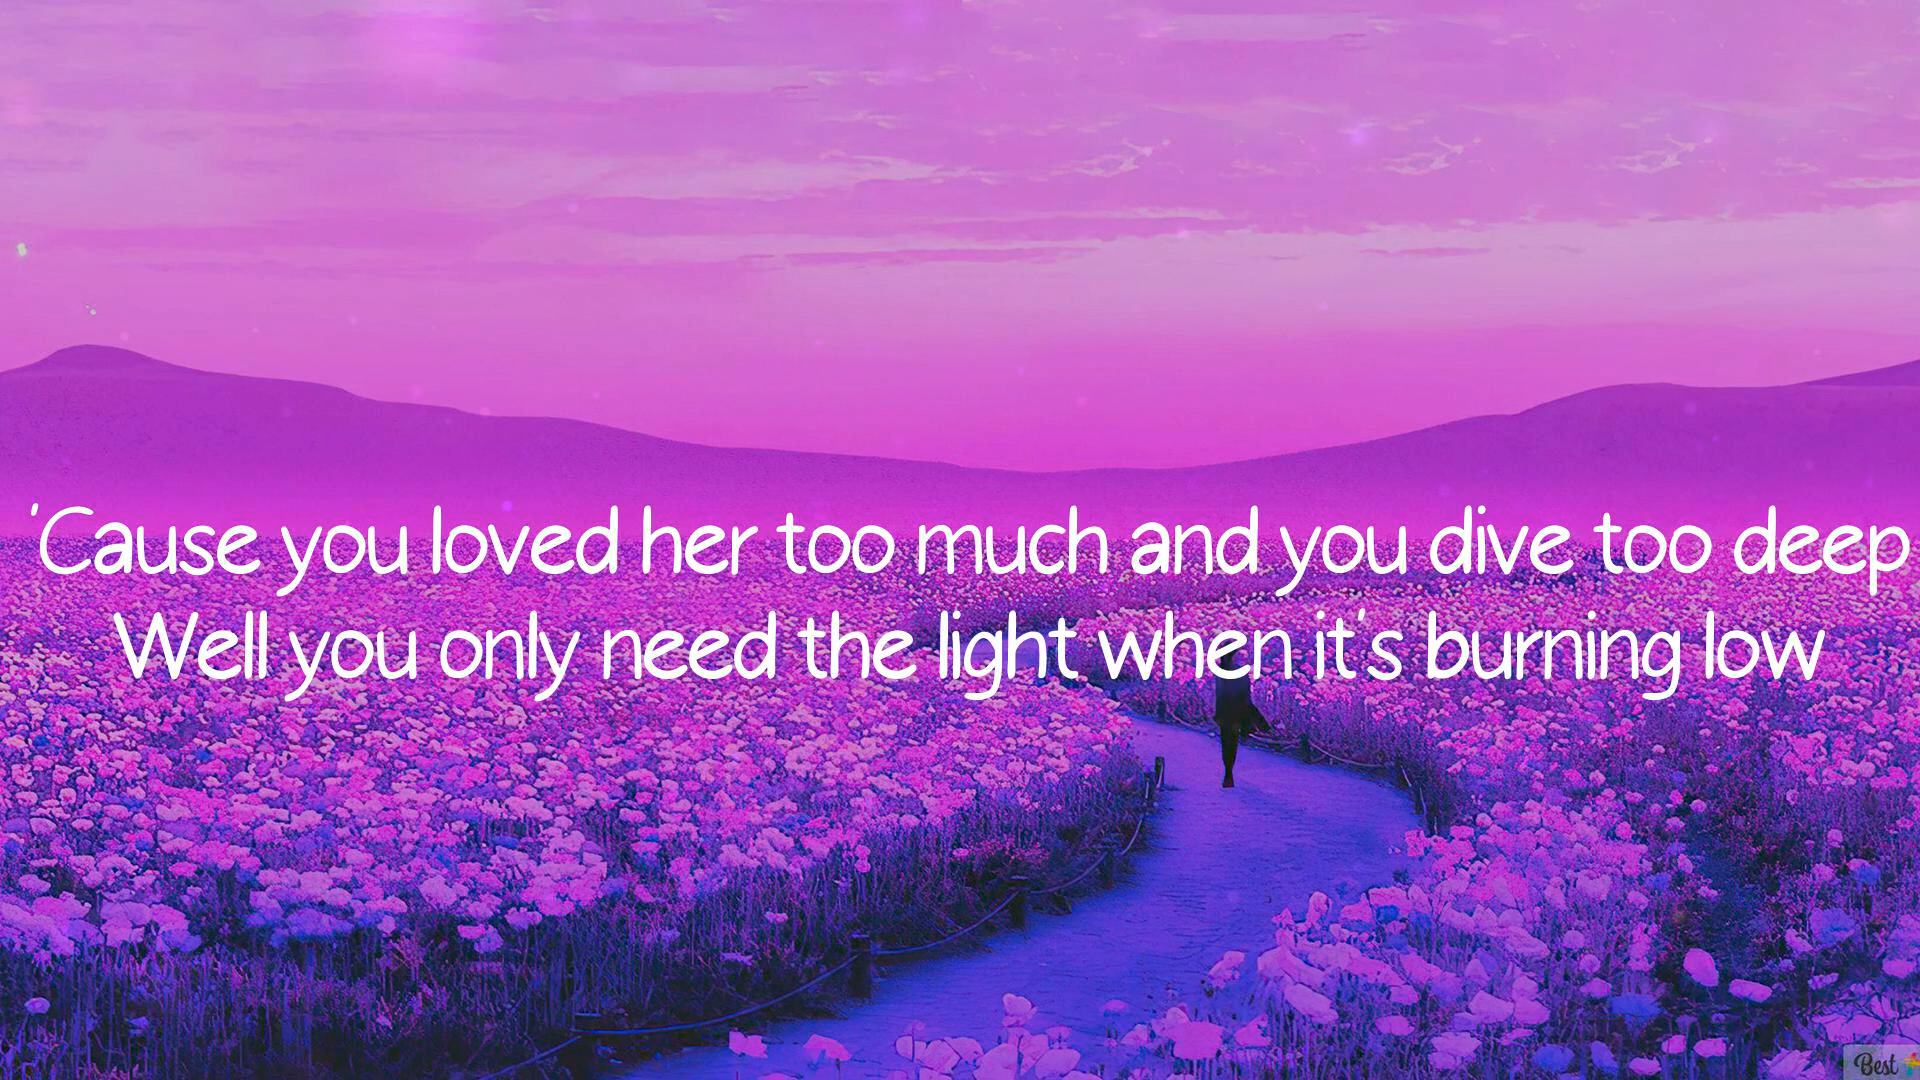 'Cause you loved her too much and you dive too deep
Well you only need the light when it's burning low
Best